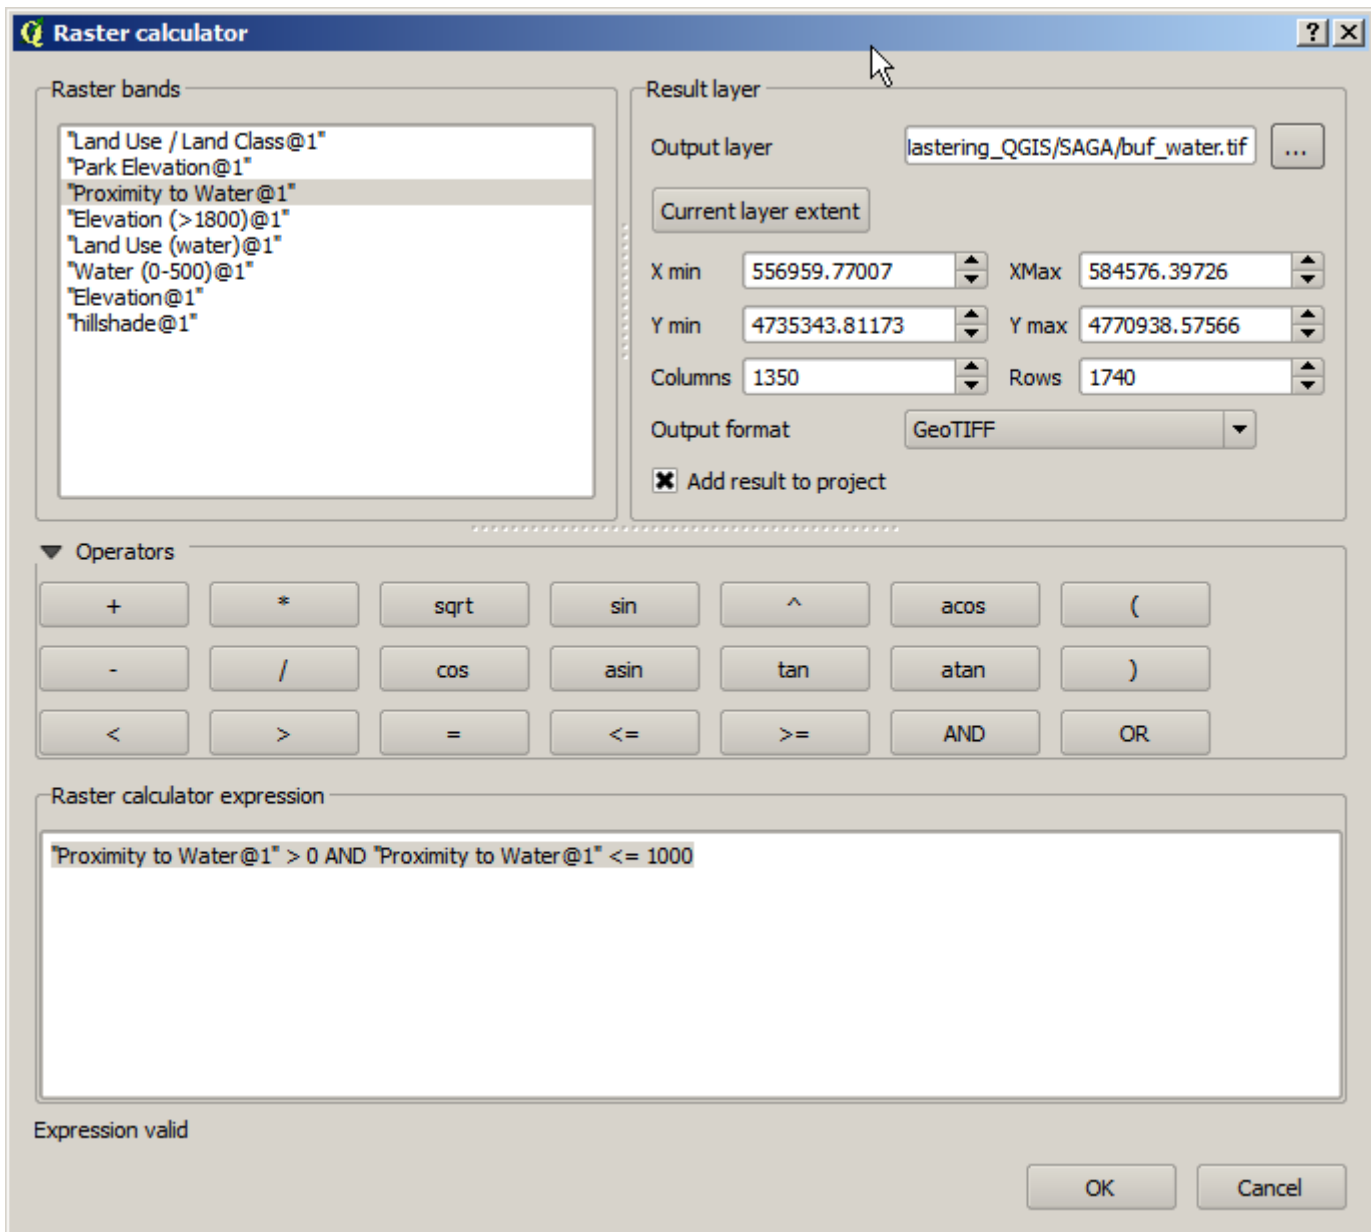 Raster calculator
Raster bands
"Land Use / Land Class@1"
"Park Elevation@1"
"Proximity to Water@1"
"Elevation (>1800)@1"
"Land Use (water)@1"
"Water (0-500)@1"
"Elevation@1"
"hillshade@1"
Result layer
Output layer lastering_QGIS/SAGA/buf_water.tif ...
Current layer extent
X min 556959.77007 XMax 584576.39726
Y min 4735343.81173 Y max 4770938.57566
Columns 1350 Rows 1740
Output format GeoTIFF
Add result to project
Operators
+ * sqrt sin ^ acos (
- / cos asin tan atan )
< > = <= >= AND OR
Raster calculator expression
"Proximity to Water@1" > 0 AND "Proximity to Water@1" <= 1000
Expression valid
OK Cancel